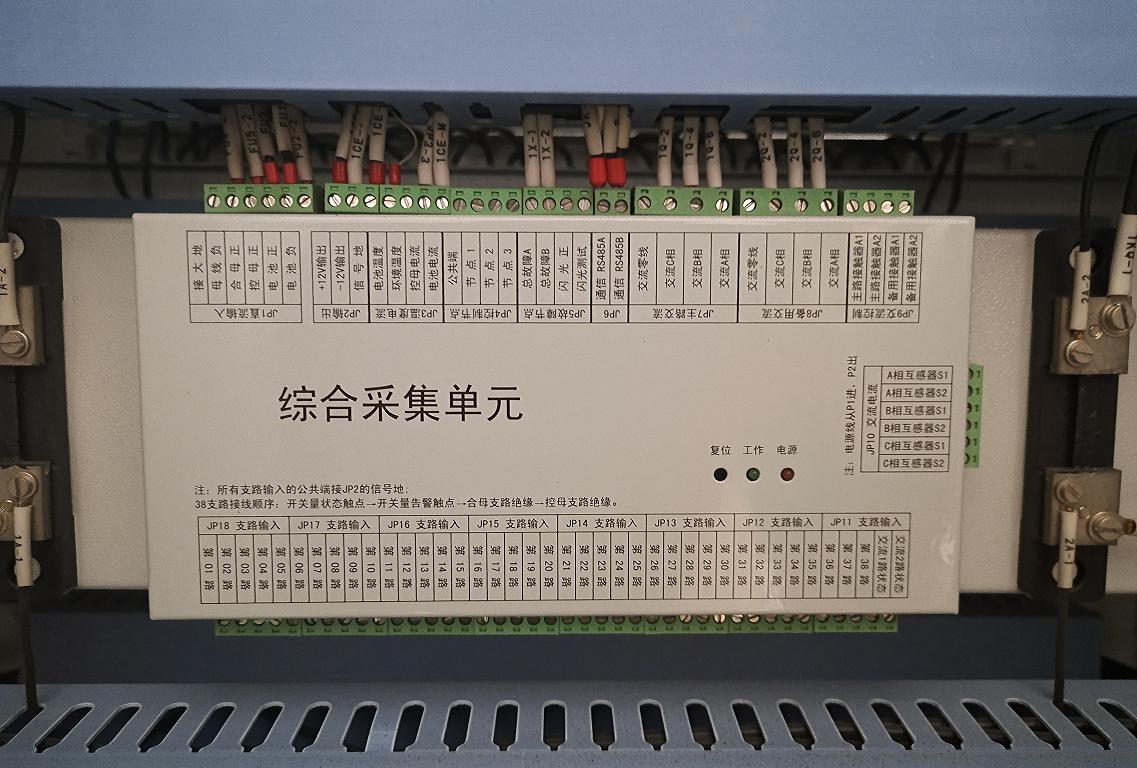 FU5-2
FU2-2
1CE
1CE-M
1X-1
1X-2
1Q-2
1Q-4
1Q-6
2Q-2
2Q-4
2Q-6
接大地
母线负
合母正
控母正
电池正
电池负
JP1直流输入
+12V输出
-12V输出
信号地
JP2输出
电池温度
环境温度
控母电流
电池电流
JP3温度电流
公共端
节点1
节点2
节点3
JP4控制节点
总故障A
总故障B
闪光正
闪光测试
JP5故障节点
通信 RS485A
通信 RS485B
JP6
交流零线
交流C相
交流B相
交流A相
JP7主路交流
交流零线
交流C相
交流B相
交流A相
JP8备用交流
主路接触器A1
主路接触器A2
备用接触器A1
备用接触器A2
JP9交流控制
1A-2
2A-2
综合采集单元
注: 电源线从P1进, P2出
JP10 交流电流
A相互感器S1
A相互感器S2
B相互感器S1
B相互感器S2
C相互感器S1
C相互感器S2
复位 工作 电源
注: 所有支路输入的公共端接JP2的信号地;
38支路接线顺序: 开关量状态触点→开关量告警触点→合母支路绝缘→控母支路绝缘。
JP18 支路输入 JP17 支路输入 JP16 支路输入 JP15 支路输入 JP14 支路输入 JP13 支路输入 JP12 支路输入 JP11 支路输入
第01路
第02路
第03路
第04路
第05路
第06路
第07路
第08路
第09路
第10路
第11路
第12路
第13路
第14路
第15路
第16路
第17路
第18路
第19路
第20路
第21路
第22路
第23路
第24路
第25路
第26路
第27路
第28路
第29路
第30路
第31路
第32路
第33路
第34路
第35路
第36路
第37路
第38路
交流1路状态
交流2路状态
1A-1
2A-1